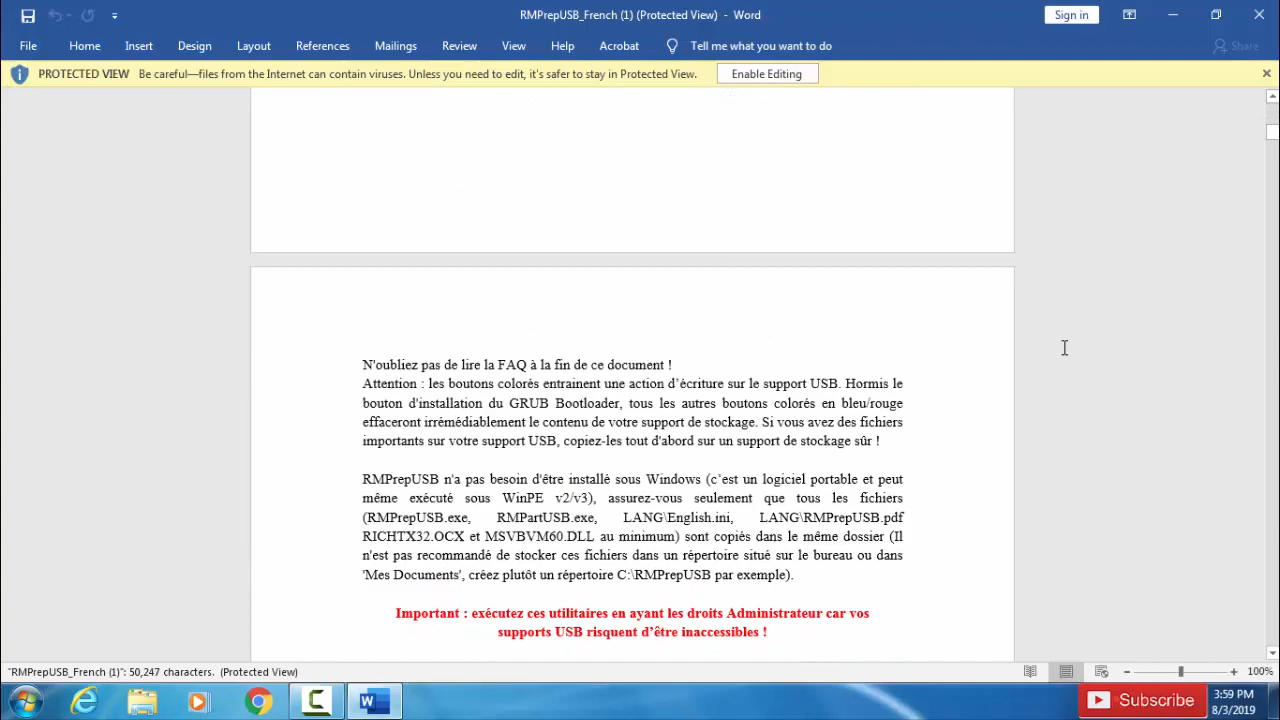 RMPrepUSB_French (1) (Protected View) - Word
Sign in
File Home Insert Design Layout References Mailings Review View Help Acrobat Tell me what you want to do Share
PROTECTED VIEW Be careful—files from the Internet can contain viruses. Unless you need to edit, it's safer to stay in Protected View. Enable Editing
N'oubliez pas de lire la FAQ à la fin de ce document !
Attention : les boutons colorés entrainent une action d’écriture sur le support USB. Hormis le
bouton d'installation du GRUB Bootloader, tous les autres boutons colorés en bleu/rouge
effaceront irrémédiablement le contenu de votre support de stockage. Si vous avez des fichiers
importants sur votre support USB, copiez-les tout d'abord sur un support de stockage sûr !
RMPrepUSB n'a pas besoin d'être installé sous Windows (c’est un logiciel portable et peut
même exécuté sous WinPE v2/v3), assurez-vous seulement que tous les fichiers
(RMPrepUSB.exe, RMPartUSB.exe, LANG\English.ini, LANG\RMPrepUSB.pdf
RICHTX32.OCX et MSVBVM60.DLL au minimum) sont copiés dans le même dossier (Il
n'est pas recommandé de stocker ces fichiers dans un répertoire situé sur le bureau ou dans
'Mes Documents', créez plutôt un répertoire C:\RMPrepUSB par exemple).
Important : exécutez ces utilitaires en ayant les droits Administrateur car vos
supports USB risquent d’être inaccessibles !
"RMPrepUSB_French (1)": 50,247 characters. (Protected View)
100%
Subscribe
3:59 PM
8/3/2019